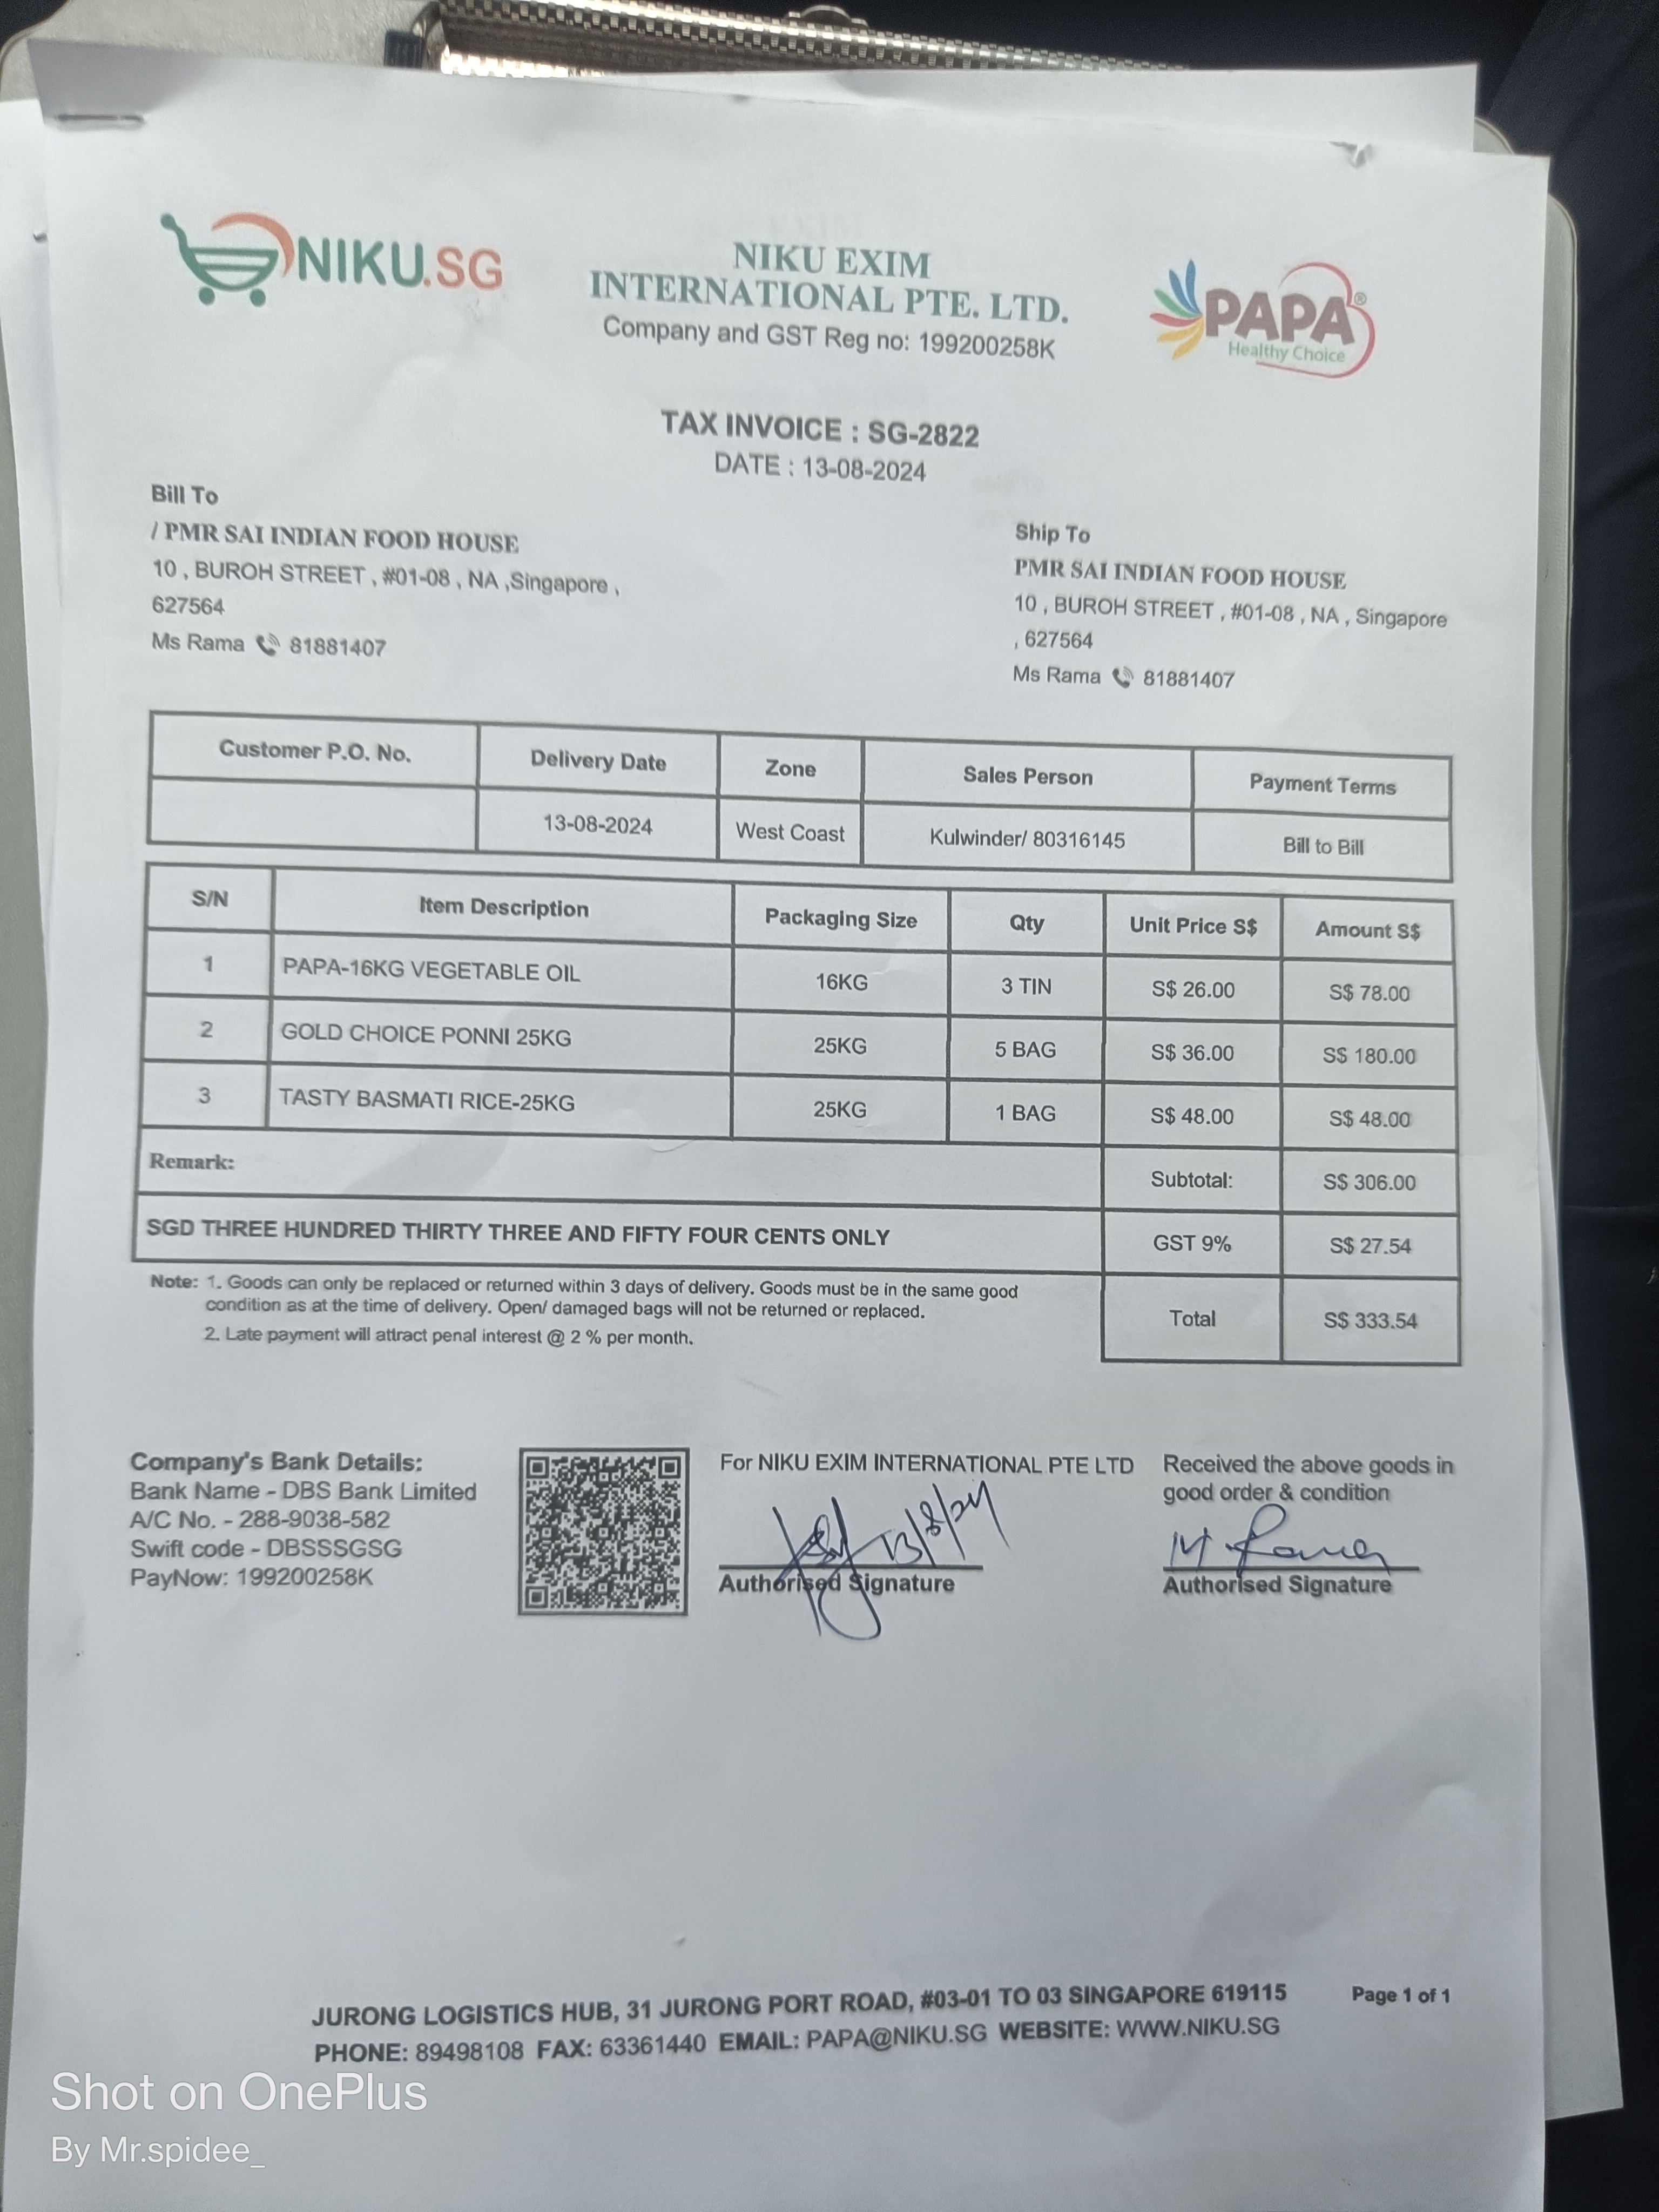 NIKU.SG
NIKU EXIM
INTERNATIONAL PTE. LTD.
Company and GST Reg no: 199200258K
PAPA®
Healthy Choice
TAX INVOICE : SG-2822
DATE : 13-08-2024
Bill To
/ PMR SAI INDIAN FOOD HOUSE
10 , BUROH STREET , #01-08 , NA ,Singapore ,
627564
Ms Rama 81881407
Ship To
PMR SAI INDIAN FOOD HOUSE
10 , BUROH STREET , #01-08 , NA , Singapore
, 627564
Ms Rama 81881407
Customer P.O. No. Delivery Date Zone Sales Person Payment Terms
13-08-2024 West Coast Kulwinder/ 80316145 Bill to Bill
S/N Item Description Packaging Size Qty Unit Price S$ Amount S$
1 PAPA-16KG VEGETABLE OIL 16KG 3 TIN S$ 26.00 S$ 78.00
2 GOLD CHOICE PONNI 25KG 25KG 5 BAG S$ 36.00 S$ 180.00
3 TASTY BASMATI RICE-25KG 25KG 1 BAG S$ 48.00 S$ 48.00
Remark: Subtotal: S$ 306.00
SGD THREE HUNDRED THIRTY THREE AND FIFTY FOUR CENTS ONLY GST 9% S$ 27.54
Total S$ 333.54
Note: 1. Goods can only be replaced or returned within 3 days of delivery. Goods must be in the same good
condition as at the time of delivery. Open/ damaged bags will not be returned or replaced.
2. Late payment will attract penal interest @ 2 % per month.
Company's Bank Details:
Bank Name - DBS Bank Limited
A/C No. - 288-9038-582
Swift code - DBSSSGSG
PayNow: 199200258K
For NIKU EXIM INTERNATIONAL PTE LTD
13/8/24
Authorised Signature
Received the above goods in
good order & condition
M Rama
Authorised Signature
JURONG LOGISTICS HUB, 31 JURONG PORT ROAD, #03-01 TO 03 SINGAPORE 619115
Page 1 of 1
PHONE: 89498108 FAX: 63361440 EMAIL: PAPA@NIKU.SG WEBSITE: WWW.NIKU.SG
Shot on OnePlus
By Mr.spidee_